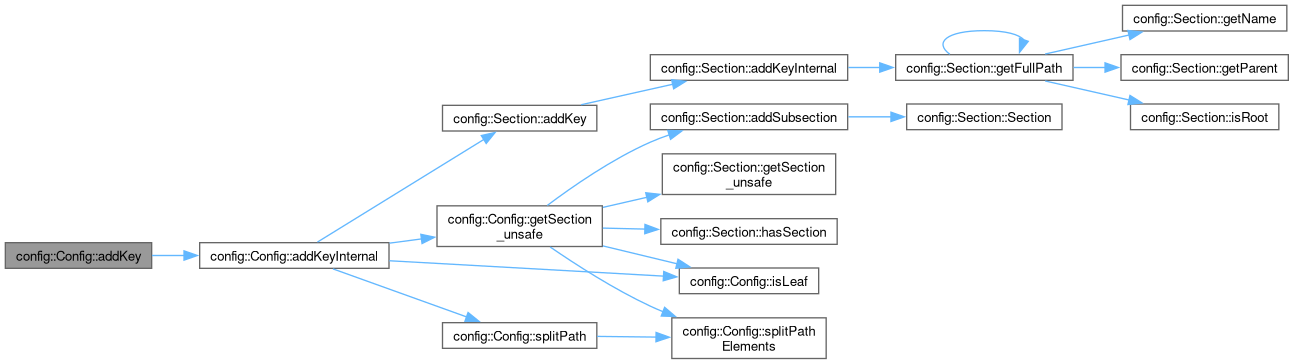 config::Config::addKey
config::Config::addKeyInternal
config::Section::addKey
config::Config::getSection
_unsafe
config::Config::splitPath
config::Section::addKeyInternal
config::Section::addSubsection
config::Section::getSection
_unsafe
config::Section::hasSection
config::Config::isLeaf
config::Config::splitPath
Elements
config::Section::getFullPath
config::Section::Section
config::Section::getName
config::Section::getParent
config::Section::isRoot